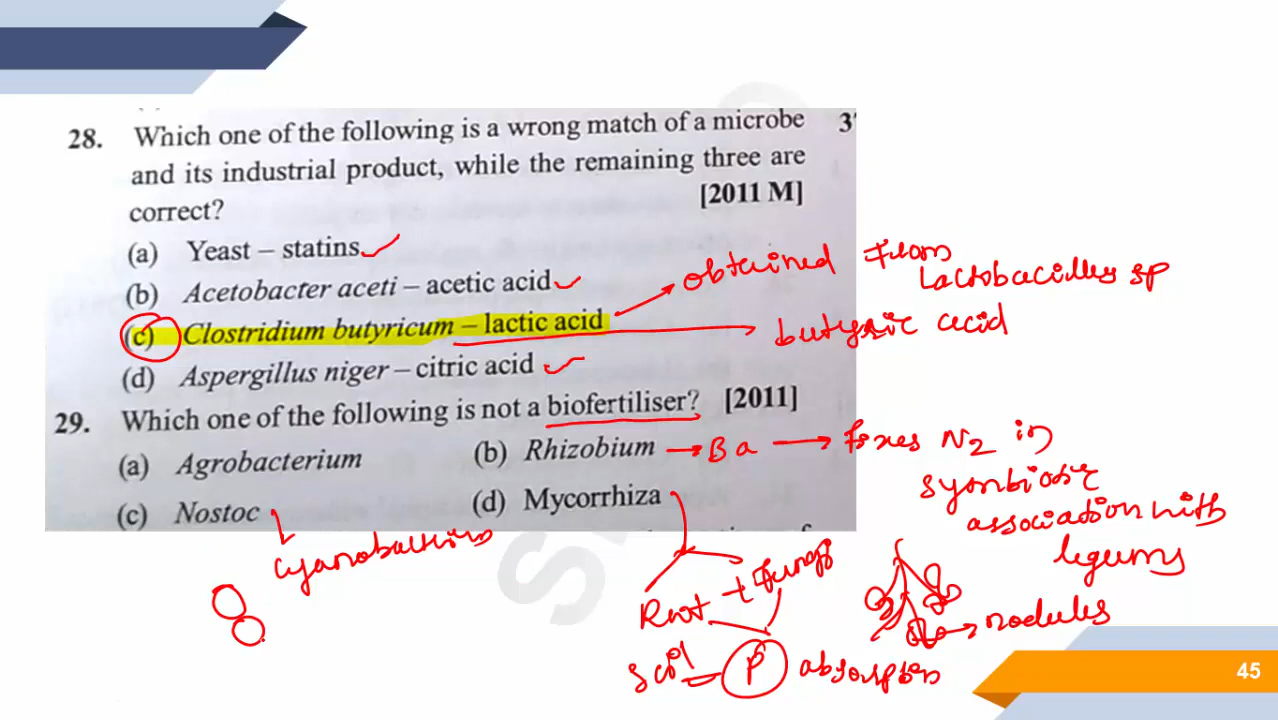 28. Which one of the following is a wrong match of a microbe
and its industrial product, while the remaining three are
correct? [2011 M]
(a) Yeast – statins
(b) Acetobacter aceti – acetic acid
(c) Clostridium butyricum – lactic acid
(d) Aspergillus niger – citric acid
obtained from
Lactobacillus sp
butyric acid
29. Which one of the following is not a biofertiliser? [2011]
(a) Agrobacterium (b) Rhizobium
(c) Nostoc (d) Mycorrhiza
Ba fixes N2 in
symbiotic
association with
legums
cyanobacteria
Root + Fungi
nodules
soil P absorption
45